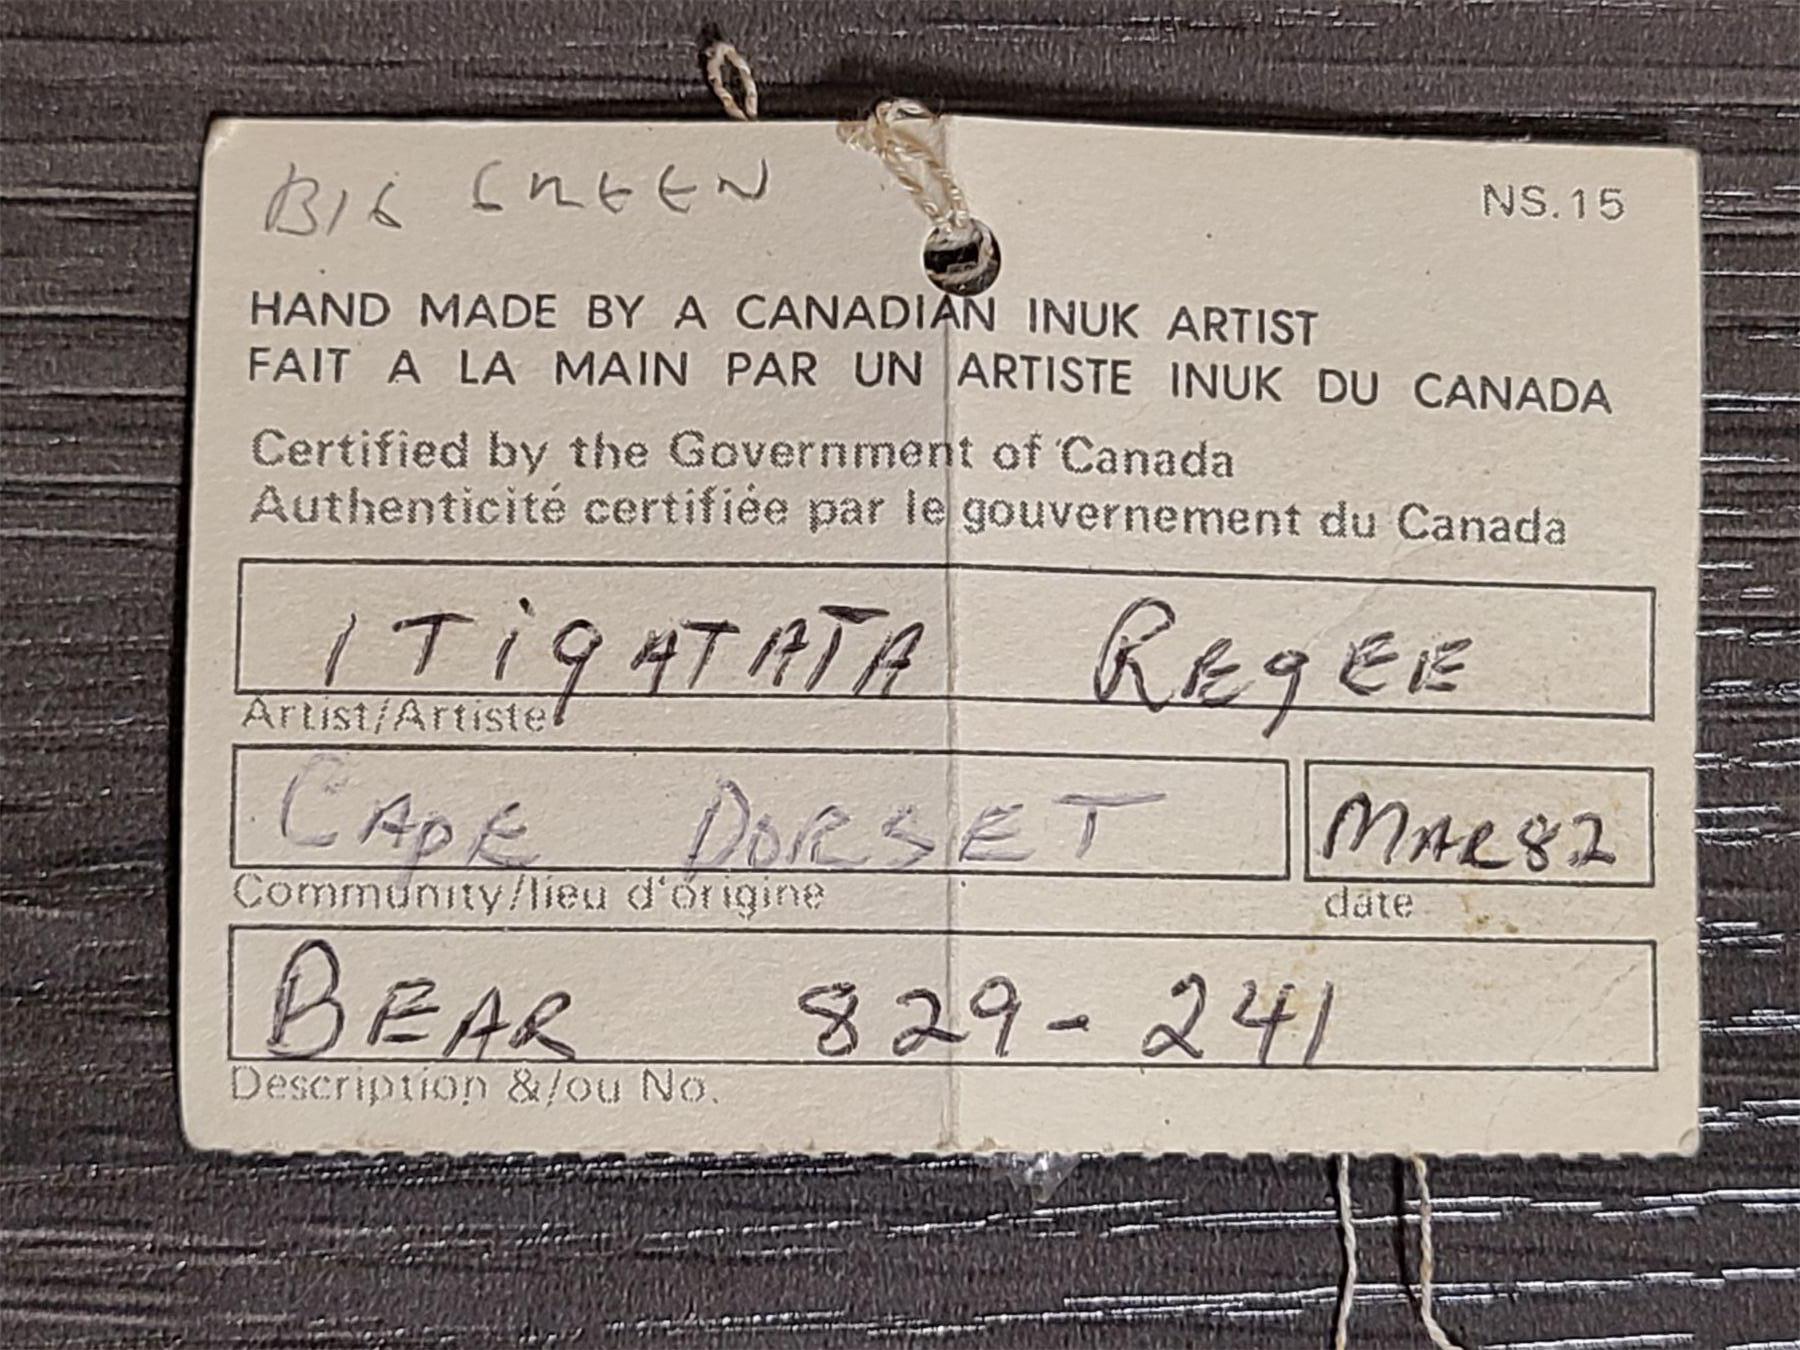 BIG GREEN
NS.15
HAND MADE BY A CANADIAN INUK ARTIST
FAIT A LA MAIN PAR UN ARTISTE INUK DU CANADA
Certified by the Government of Canada
Authenticité certifiée par le gouvernement du Canada
ITiqATATA REqEE
Artist/Artiste
CApE DORSET MAR82
Community/lieu d'origine date
BEAR 829-241
Description &/ou No.